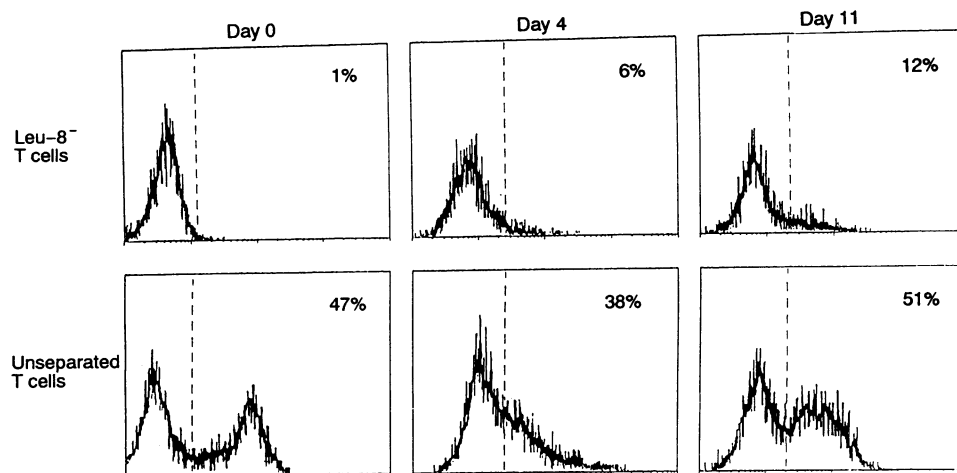 Day 0
Day 4
Day 11
Leu-8⁻
T cells
1%
6%
12%
Unseparated
T cells
47%
38%
51%